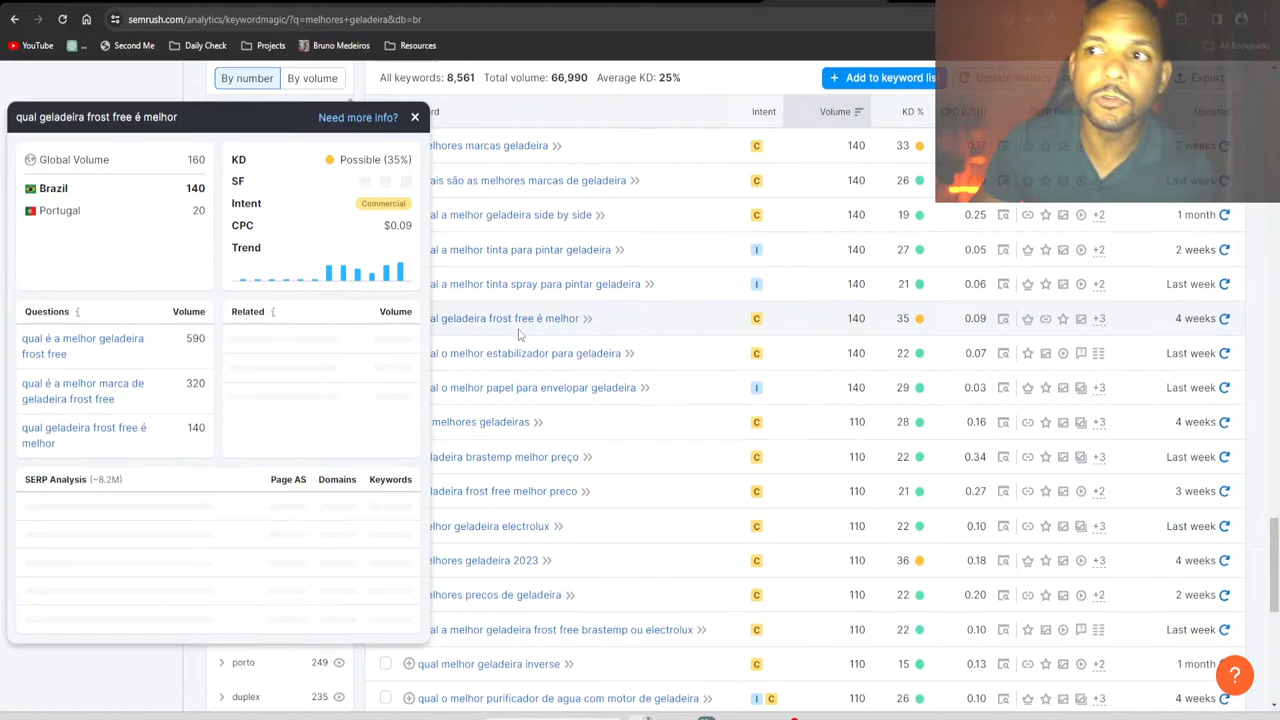 semrush.com/analytics/keywordmagic/?q=melhores+geladeira&db=br
YouTube
...
Second Me
Daily Check
Projects
Bruno Medeiros
Resources
All Bookmarks
By number
By volume
All keywords: 8,561 Total volume: 66,990 Average KD: 25%
+ Add to keyword list
Update metrics
Export
qual geladeira frost free é melhor
Need more info?
Global Volume 160
Brazil 140
Portugal 20
KD Possible (35%)
SF
Intent Commercial
CPC $0.09
Trend
Questions Volume
qual é a melhor geladeira frost free 590
qual é a melhor marca de geladeira frost free 320
qual geladeira frost free é melhor 140
Related Volume
SERP Analysis (~8.2M) Page AS Domains Keywords
porto 249
duplex 235
ord Intent Volume KD % CPC (USD) SERP Updated
elhores marcas geladeira C 140 33 0.17 2 weeks
ais são as melhores marcas de geladeira C 140 26 Last week
al a melhor geladeira side by side C 140 19 0.25 +2 1 month
al a melhor tinta para pintar geladeira I 140 27 0.05 +2 2 weeks
al a melhor tinta spray para pintar geladeira I 140 21 0.06 +2 Last week
al geladeira frost free é melhor C 140 35 0.09 +3 4 weeks
al o melhor estabilizador para geladeira C 140 22 0.07 Last week
al o melhor papel para envelopar geladeira I 140 29 0.03 +3 Last week
melhores geladeiras C 110 28 0.16 +3 4 weeks
ladeira brastemp melhor preço C 110 22 0.34 +3 Last week
ladeira frost free melhor preco C 110 21 0.27 +2 3 weeks
elhor geladeira electrolux C 110 22 0.10 +3 Last week
elhores geladeira 2023 C 110 36 0.18 +3 4 weeks
elhores precos de geladeira C 110 22 0.20 +2 2 weeks
al a melhor geladeira frost free brastemp ou electrolux C 110 22 0.10 Last week
qual melhor geladeira inverse C 110 15 0.13 +2 1 month
qual o melhor purificador de agua com motor de geladeira I C 110 26 0.10 +3 4 weeks
?